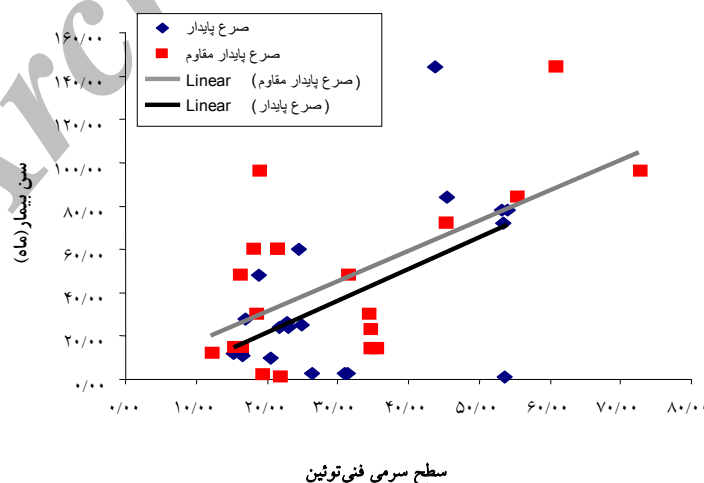 صرع پایدار
صرع پایدار مقاوم
Linear (صرع پایدار مقاوم)
Linear (صرع پایدار)
۱۶۰/۰۰
۱۴۰/۰۰
۱۲۰/۰۰
۱۰۰/۰۰
۸۰/۰۰
۶۰/۰۰
۴۰/۰۰
۲۰/۰۰
۰/۰۰
سن بیمار(ماه)
۰/۰۰ ۱۰/۰۰ ۲۰/۰۰ ۳۰/۰۰ ۴۰/۰۰ ۵۰/۰۰ ۶۰/۰۰ ۷۰/۰۰ ۸۰/۰۰
سطح سرمی فنی‌توئین